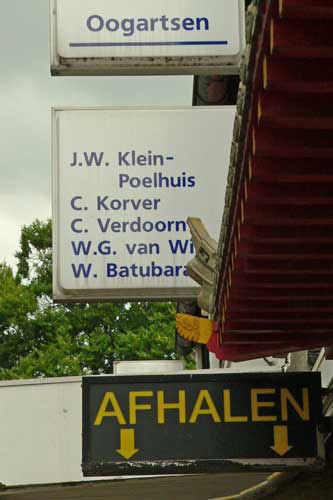 Oogartsen
J.W. Klein-
Poelhuis
C. Korver
C. Verdoorn
W.G. van
W. Batubara
AFHALEN